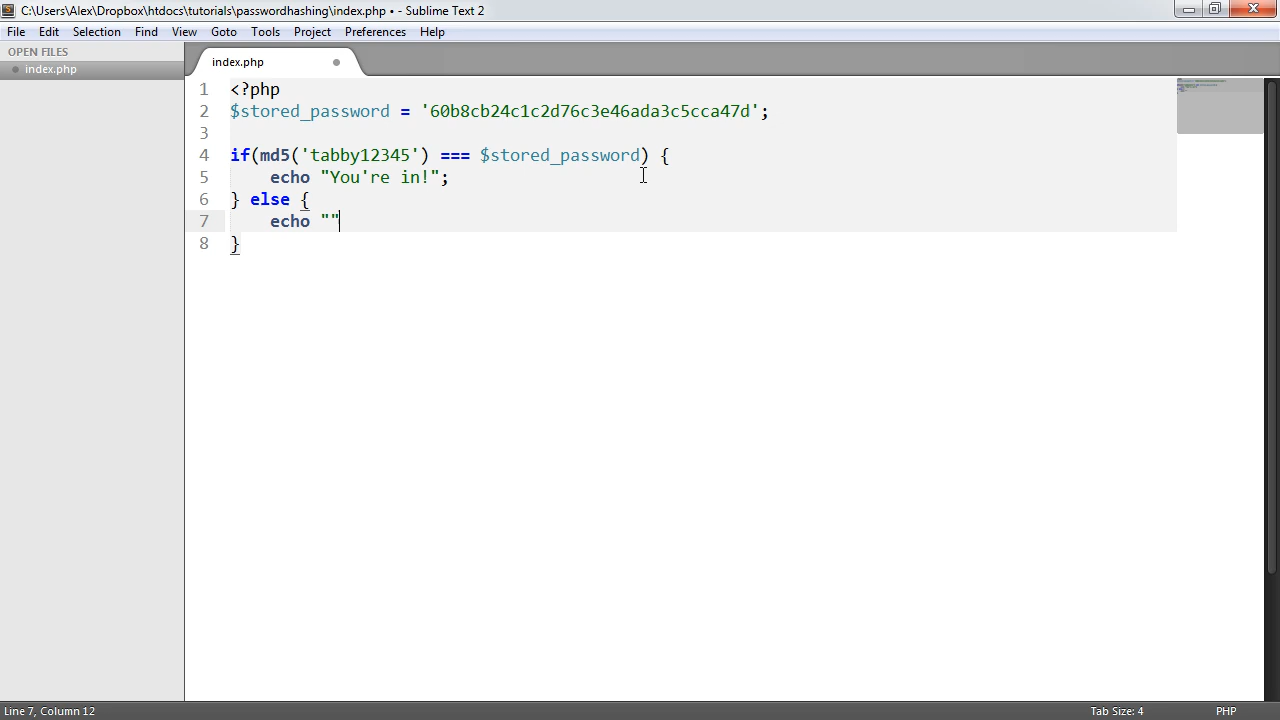 C:\Users\Alex\Dropbox\htdocs\tutorials\passwordhashing\index.php • - Sublime Text 2
File Edit Selection Find View Goto Tools Project Preferences Help
OPEN FILES
index.php
index.php
1 <?php
2 $stored_password = '60b8cb24c1c2d76c3e46ada3c5cca47d';
3
4 if(md5('tabby12345') === $stored_password) {
5     echo "You're in!";
6 } else {
7     echo ""
8 }
Line 7, Column 12
Tab Size: 4
PHP